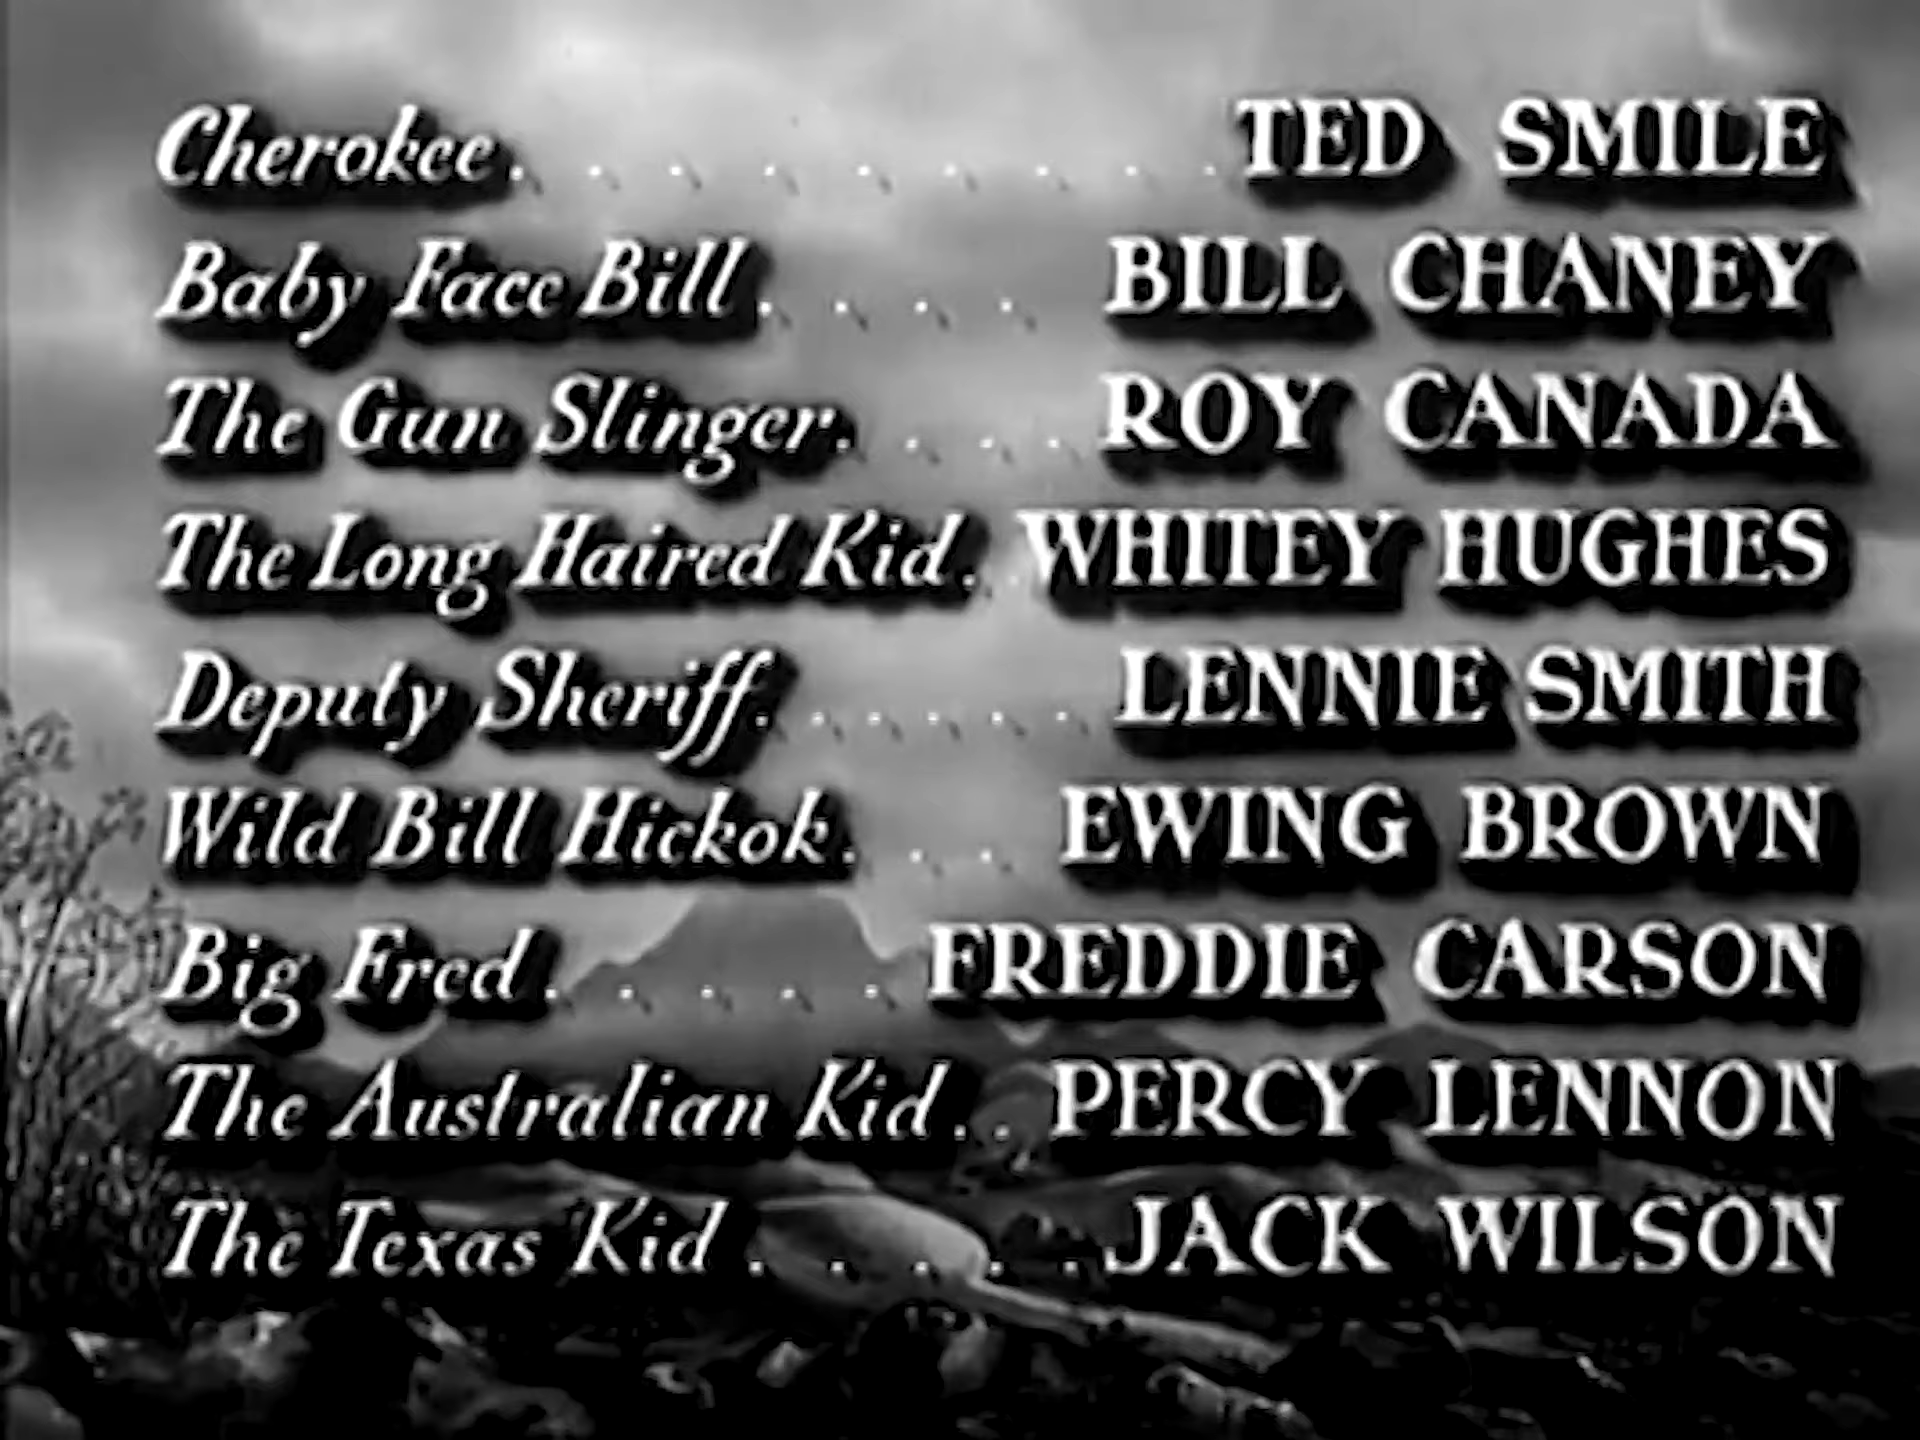 Cherokee. . . . . . . . . TED SMILE
Baby Face Bill. . . . BILL CHANEY
The Gun Slinger. . . . ROY CANADA
The Long Haired Kid. . WHITEY HUGHES
Deputy Sheriff. . . . . . LENNIE SMITH
Wild Bill Hickok. . . EWING BROWN
Big Fred. . . . . FREDDIE CARSON
The Australian Kid. . PERCY LENNON
The Texas Kid . . . . . JACK WILSON